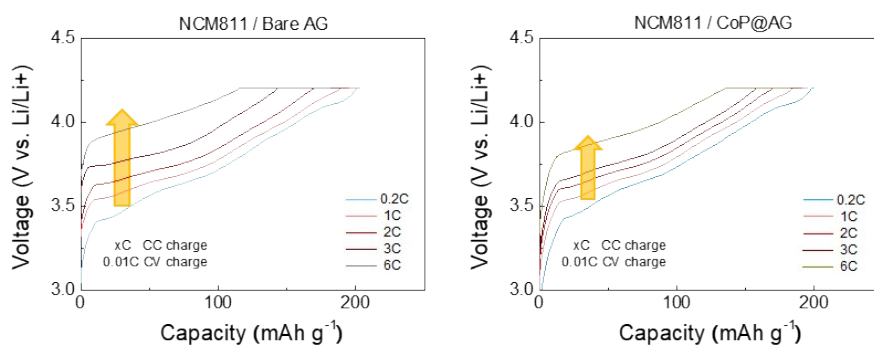 NCM811 / Bare AG
4.5
4.0
3.5
3.0
Voltage (V vs. Li/Li+)
0.2C
1C
2C
3C
6C
xC CC charge
0.01C CV charge
0
100
200
Capacity (mAh g⁻¹)
NCM811 / CoP@AG
4.5
4.0
3.5
3.0
Voltage (V vs. Li/Li+)
0.2C
1C
2C
3C
6C
xC CC charge
0.01C CV charge
0
100
200
Capacity (mAh g⁻¹)